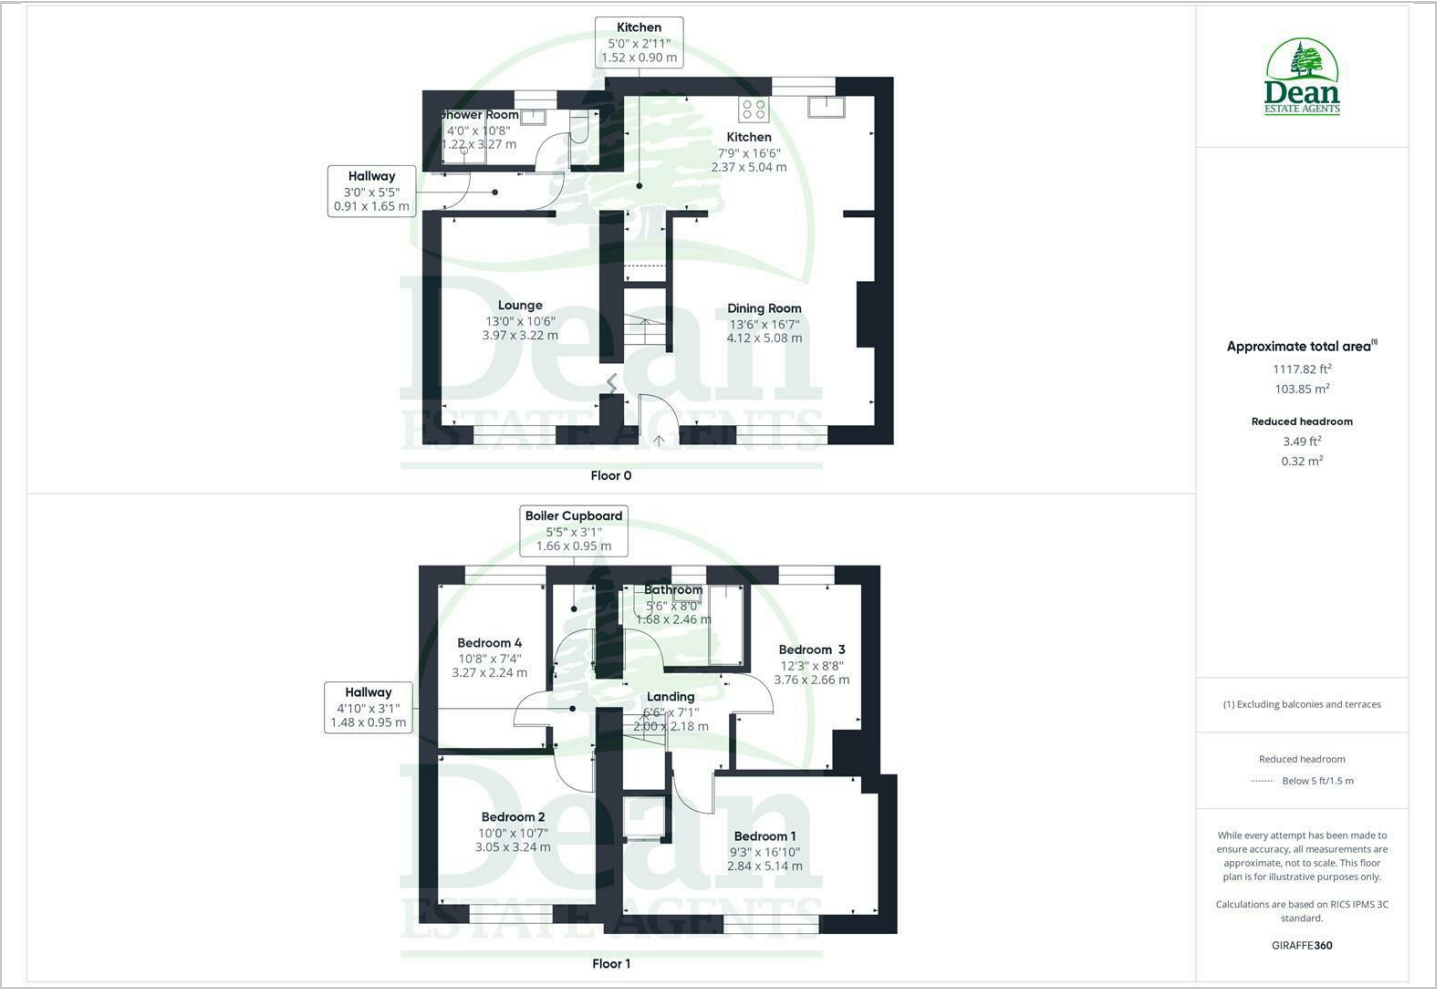 Kitchen
5'0" x 2'11"
1.52 x 0.90 m
Shower Room
4'0" x 10'8"
1.22 x 3.27 m
Kitchen
7'9" x 16'6"
2.37 x 5.04 m
Hallway
3'0" x 5'5"
0.91 x 1.65 m
Lounge
13'0" x 10'6"
3.97 x 3.22 m
Dining Room
13'6" x 16'7"
4.12 x 5.08 m
Dean
ESTATE AGENTS
Floor 0
Boiler Cupboard
5'5" x 3'1"
1.66 x 0.95 m
Bathroom
5'6" x 8'0"
1.68 x 2.46 m
Bedroom 4
10'8" x 7'4"
3.27 x 2.24 m
Bedroom 3
12'3" x 8'8"
3.76 x 2.66 m
Hallway
4'10" x 3'1"
1.48 x 0.95 m
Landing
6'6" x 7'1"
2.00 x 2.18 m
Bedroom 2
10'0" x 10'7"
3.05 x 3.24 m
Bedroom 1
9'3" x 16'10"
2.84 x 5.14 m
Dean
ESTATE AGENTS
Floor 1
Dean
ESTATE AGENTS
Approximate total area(1)
1117.82 ft²
103.85 m²
Reduced headroom
3.49 ft²
0.32 m²
(1) Excluding balconies and terraces
Reduced headroom
Below 5 ft/1.5 m
While every attempt has been made to
ensure accuracy, all measurements are
approximate, not to scale. This floor
plan is for illustrative purposes only.
Calculations are based on RICS IPMS 3C
standard.
GIRAFFE360